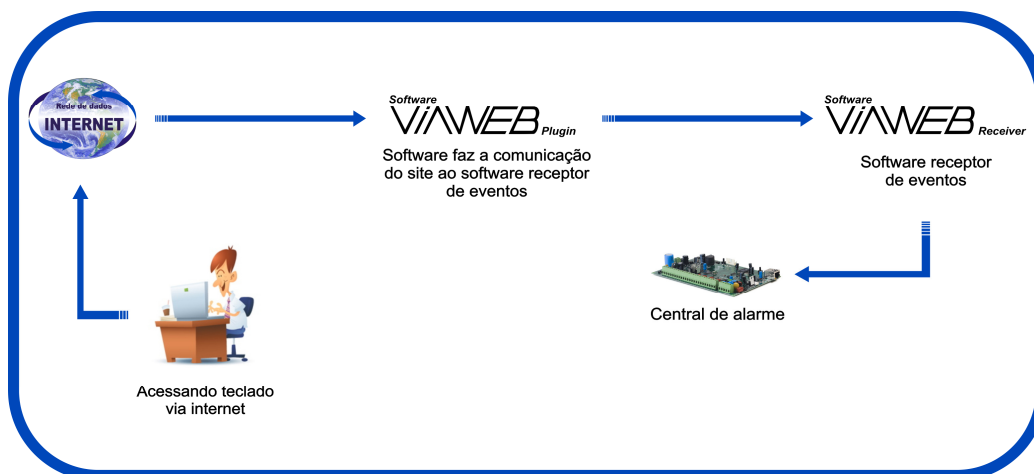 Rede de dados
INTERNET
Software
VIAWEB Plugin
Software faz a comunicação
do site ao software receptor
de eventos
Software
VIAWEB Receiver
Software receptor
de eventos
Central de alarme
Acessando teclado
via internet